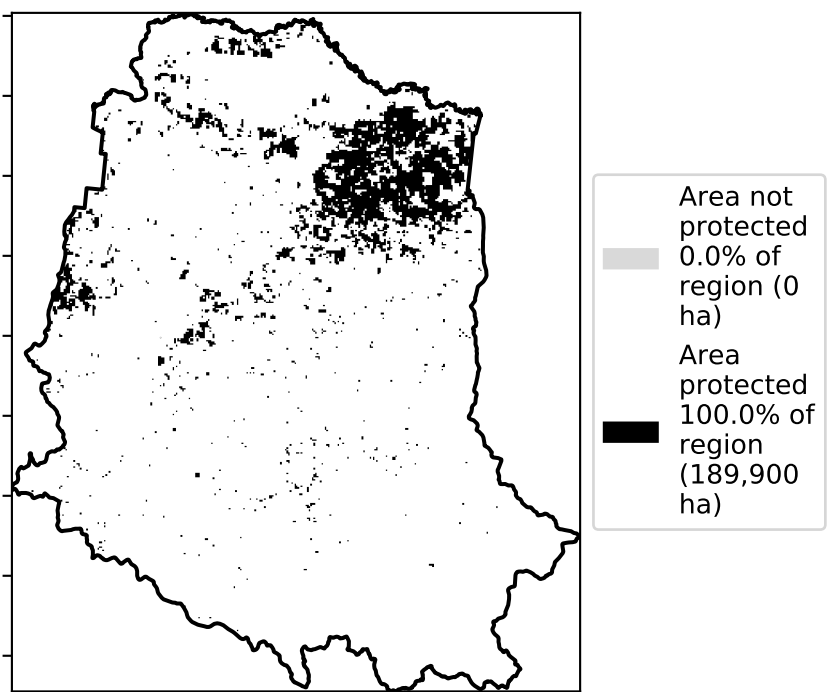 Area not
protected
0.0% of
region (0
ha)
Area
protected
100.0% of
region
(189,900
ha)